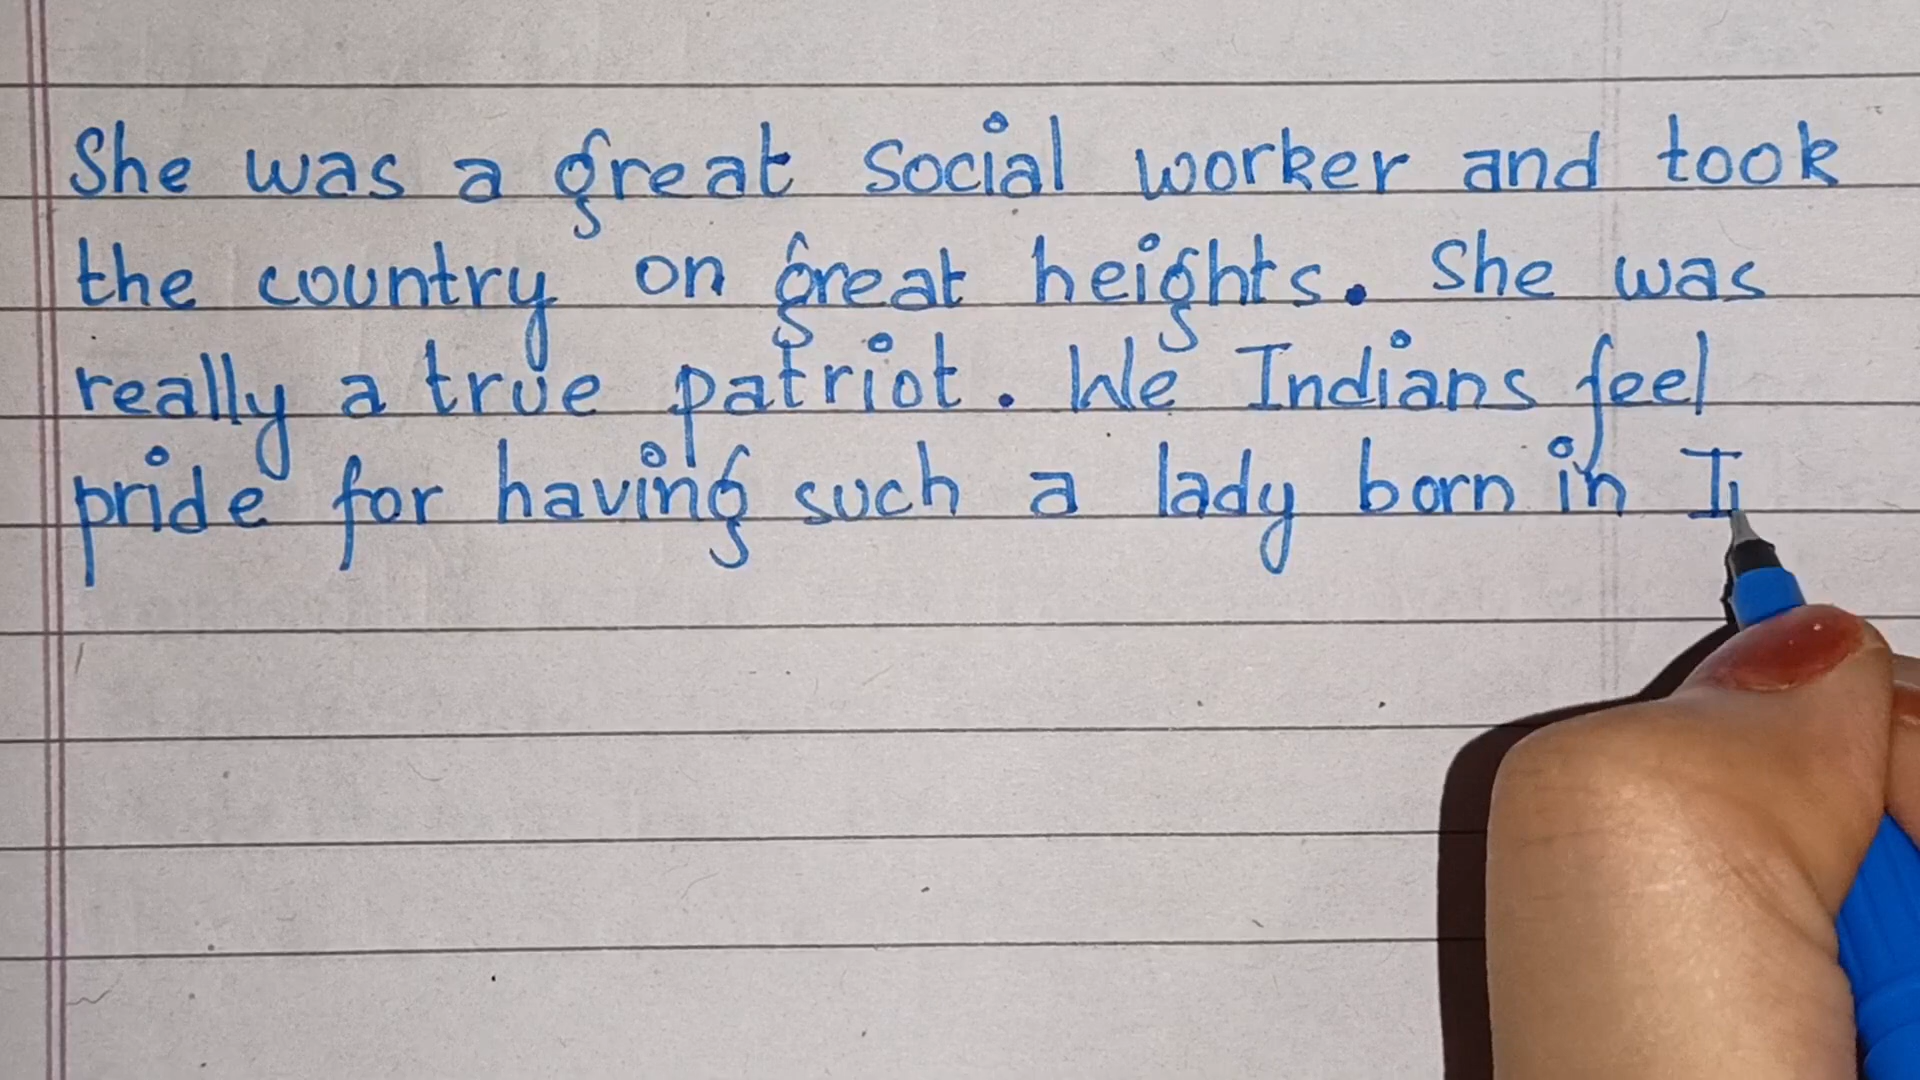 She was a great social worker and took
the country on great heights. She was
really a true patriot. We Indians feel
pride for having such a lady born in I